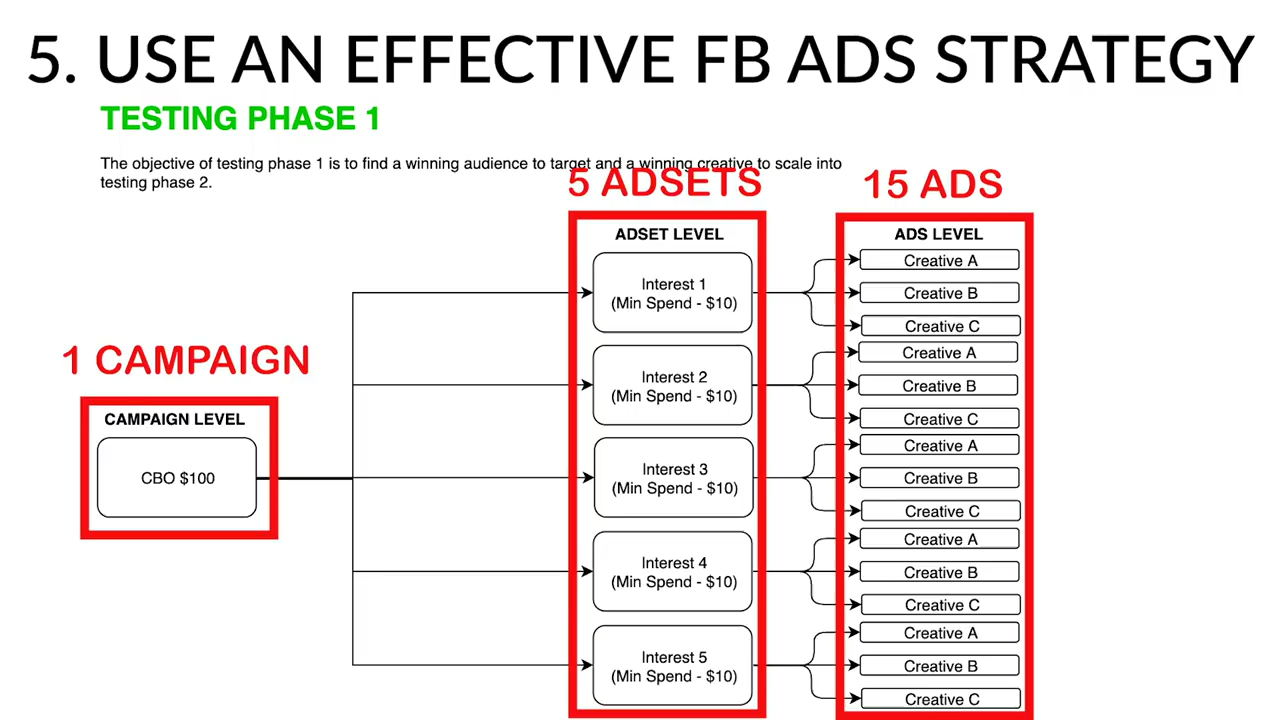 5. USE AN EFFECTIVE FB ADS STRATEGY
TESTING PHASE 1
The objective of testing phase 1 is to find a winning audience to target and a winning creative to scale into
testing phase 2.
5 ADSETS
15 ADS
1 CAMPAIGN
CAMPAIGN LEVEL
CBO $100
ADSET LEVEL
Interest 1
(Min Spend - $10)
Interest 2
(Min Spend - $10)
Interest 3
(Min Spend - $10)
Interest 4
(Min Spend - $10)
Interest 5
(Min Spend - $10)
ADS LEVEL
Creative A
Creative B
Creative C
Creative A
Creative B
Creative C
Creative A
Creative B
Creative C
Creative A
Creative B
Creative C
Creative A
Creative B
Creative C